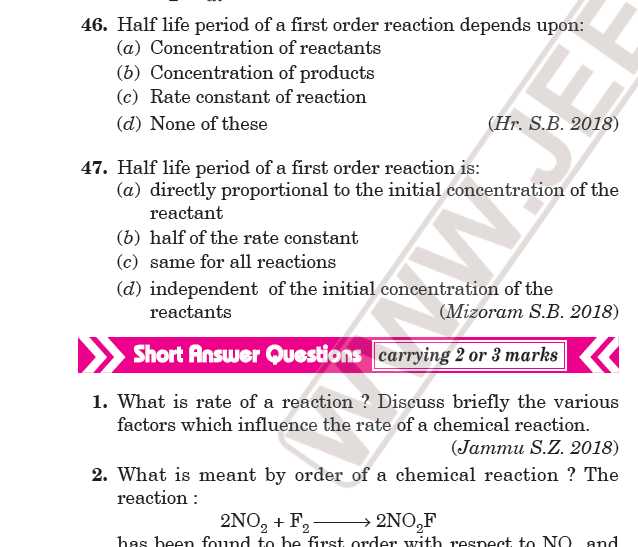 46. Half life period of a first order reaction depends upon:
(a) Concentration of reactants
(b) Concentration of products
(c) Rate constant of reaction
(d) None of these (Hr. S.B. 2018)
47. Half life period of a first order reaction is:
(a) directly proportional to the initial concentration of the
reactant
(b) half of the rate constant
(c) same for all reactions
(d) independent of the initial concentration of the
reactants (Mizoram S.B. 2018)
Short Answer Questions carrying 2 or 3 marks
1. What is rate of a reaction ? Discuss briefly the various
factors which influence the rate of a chemical reaction.
(Jammu S.Z. 2018)
2. What is meant by order of a chemical reaction ? The
reaction :
2NO₂ + F₂ ⟶ 2NO₂F
has been found to be first order with respect to NO₂ and
WWW.JEE